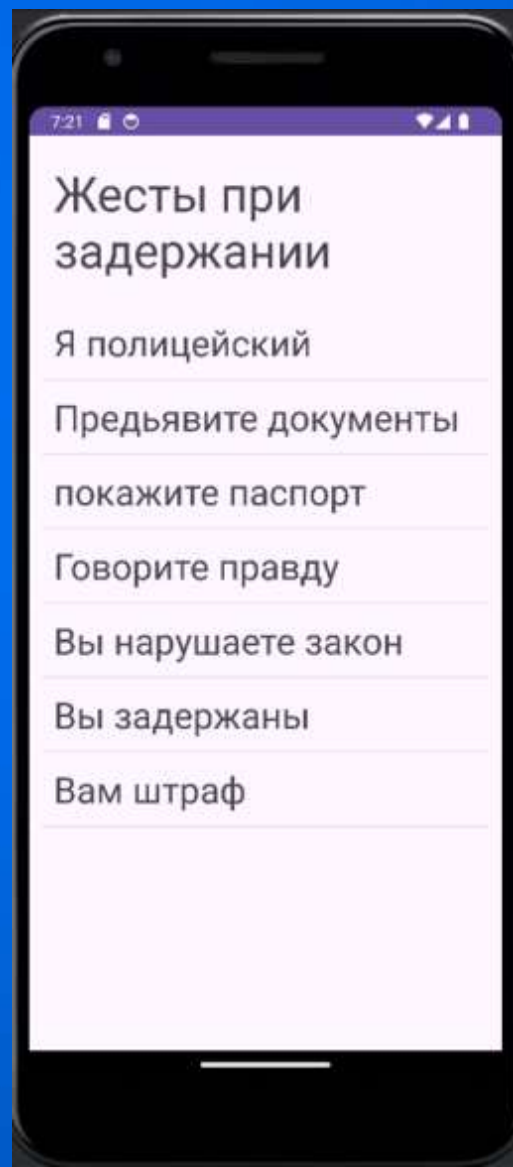 7:21
Жесты при
задержании
Я полицейский
Предьявите документы
покажите паспорт
Говорите правду
Вы нарушаете закон
Вы задержаны
Вам штраф